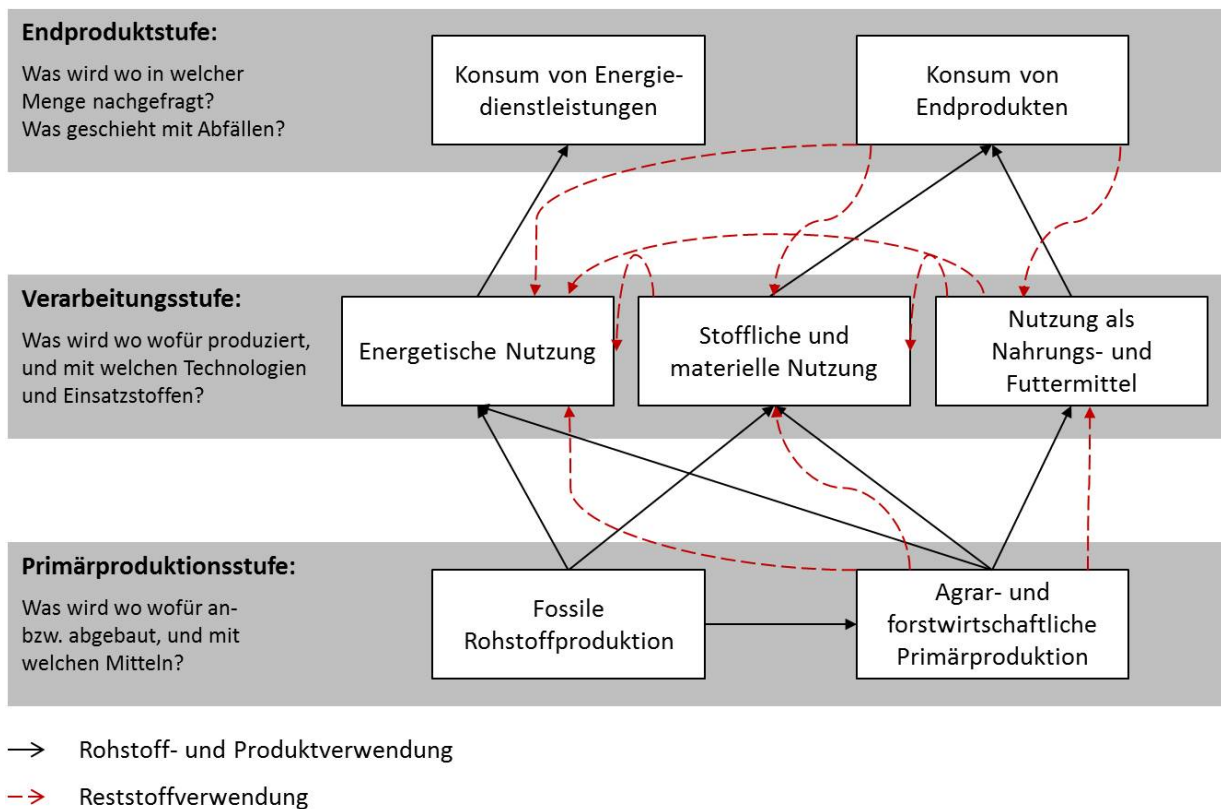 Endproduktstufe:
Was wird wo in welcher
Menge nachgefragt?
Was geschieht mit Abfällen?
Konsum von Energie-
dienstleistungen
Konsum von
Endprodukten
Verarbeitungsstufe:
Was wird wo wofür produziert,
und mit welchen Technologien
und Einsatzstoffen?
Energetische Nutzung
Stoffliche und
materielle Nutzung
Nutzung als
Nahrungs- und
Futtermittel
Primärproduktionsstufe:
Was wird wo wofür an-
bzw. abgebaut, und mit
welchen Mitteln?
Fossile
Rohstoffproduktion
Agrar- und
forstwirtschaftliche
Primärproduktion
Rohstoff- und Produktverwendung
Reststoffverwendung